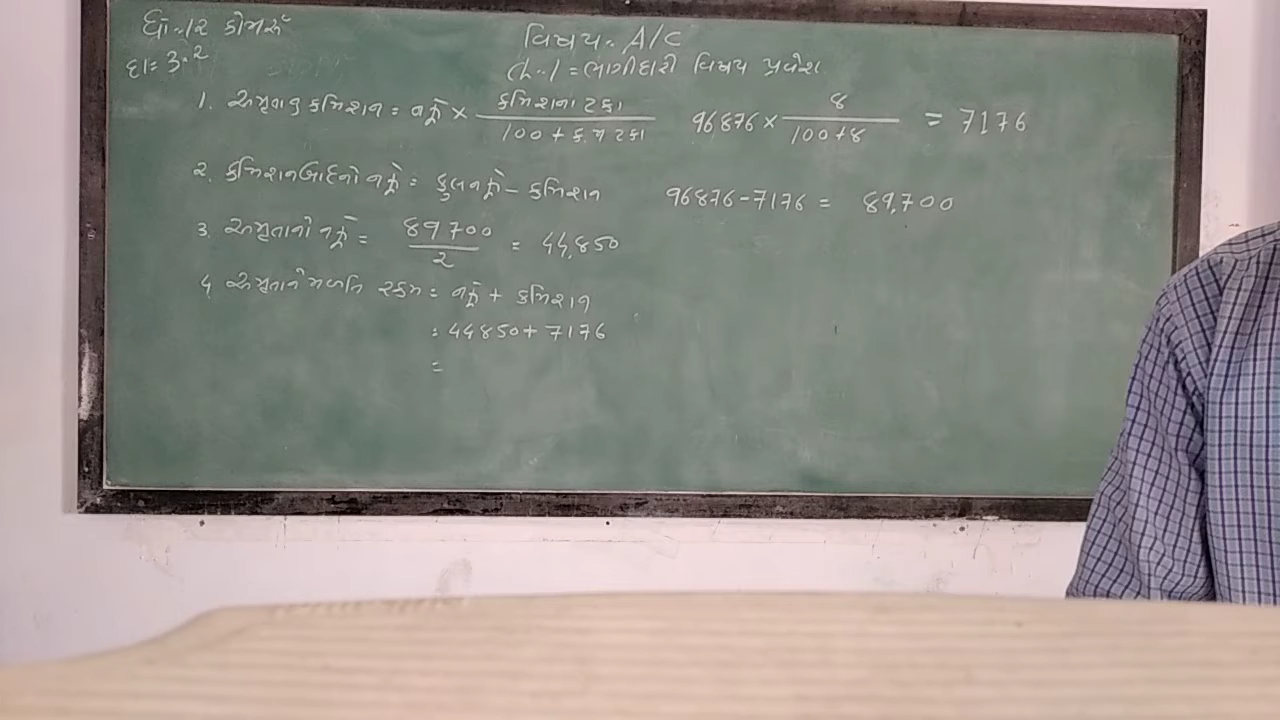 ધો-૧૨ કોમર્સ
વિષય:- A/C
દા= 3.2
ch-1 = ભાગીદારી વિષય પ્રવેશ
1. અમૃતાનુ કમિશન = નફો × કમિશનના ટકા / 100 + ક.ના ટકા 96876 × 8 / 100+8 = 7176
2. કમિશનબાદનો નફો = કુલ નફો - કમિશન 96876-7176 = 89,700
3. અમૃતાનો નફો = 89700 / 2 = 44,850
4. અમૃતાને મળતિ રકમ = નફો + કમિશન
= 44850 + 7176
=